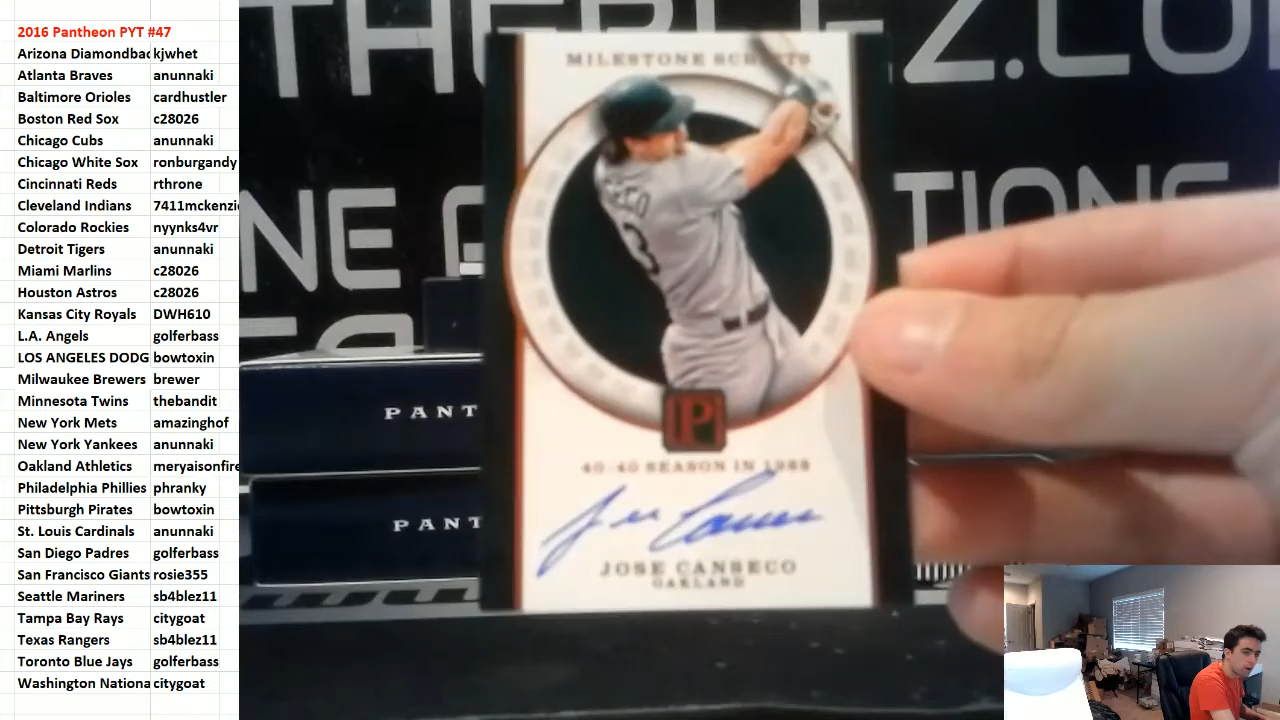 2016 Pantheon PYT #47
Arizona Diamondbac kjwhet
Atlanta Braves anunnaki
Baltimore Orioles cardhustler
Boston Red Sox c28026
Chicago Cubs anunnaki
Chicago White Sox ronburgandy
Cincinnati Reds rthrone
Cleveland Indians 7411mckenzie
Colorado Rockies nyynks4vr
Detroit Tigers anunnaki
Miami Marlins c28026
Houston Astros c28026
Kansas City Royals DWH610
L.A. Angels golferbass
LOS ANGELES DODG bowtoxin
Milwaukee Brewers brewer
Minnesota Twins thebandit
New York Mets amazinghof
New York Yankees anunnaki
Oakland Athletics meryaisonfire
Philadelphia Phillies phranky
Pittsburgh Pirates bowtoxin
St. Louis Cardinals anunnaki
San Diego Padres golferbass
San Francisco Giants rosie355
Seattle Mariners sb4blez11
Tampa Bay Rays citygoat
Texas Rangers sb4blez11
Toronto Blue Jays golferbass
Washington Nationa citygoat
MILESTONE SCRIPTS
3
P
40-40 SEASON IN 1988
Jose Canseco
JOSE CANSECO
OAKLAND
PANT
PANT